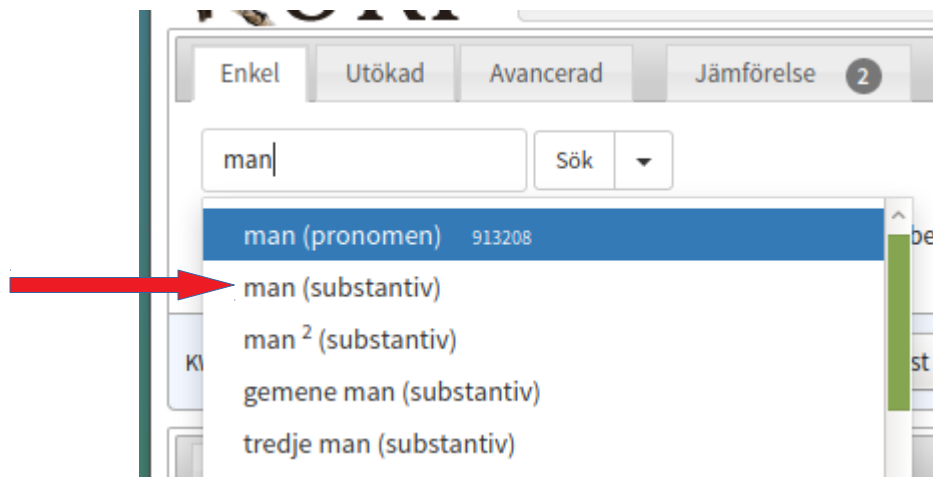 Enkel Utökad Avancerad Jämförelse 2
man Sök
man (pronomen) 913208
man (substantiv)
man ² (substantiv)
gemene man (substantiv)
tredje man (substantiv)